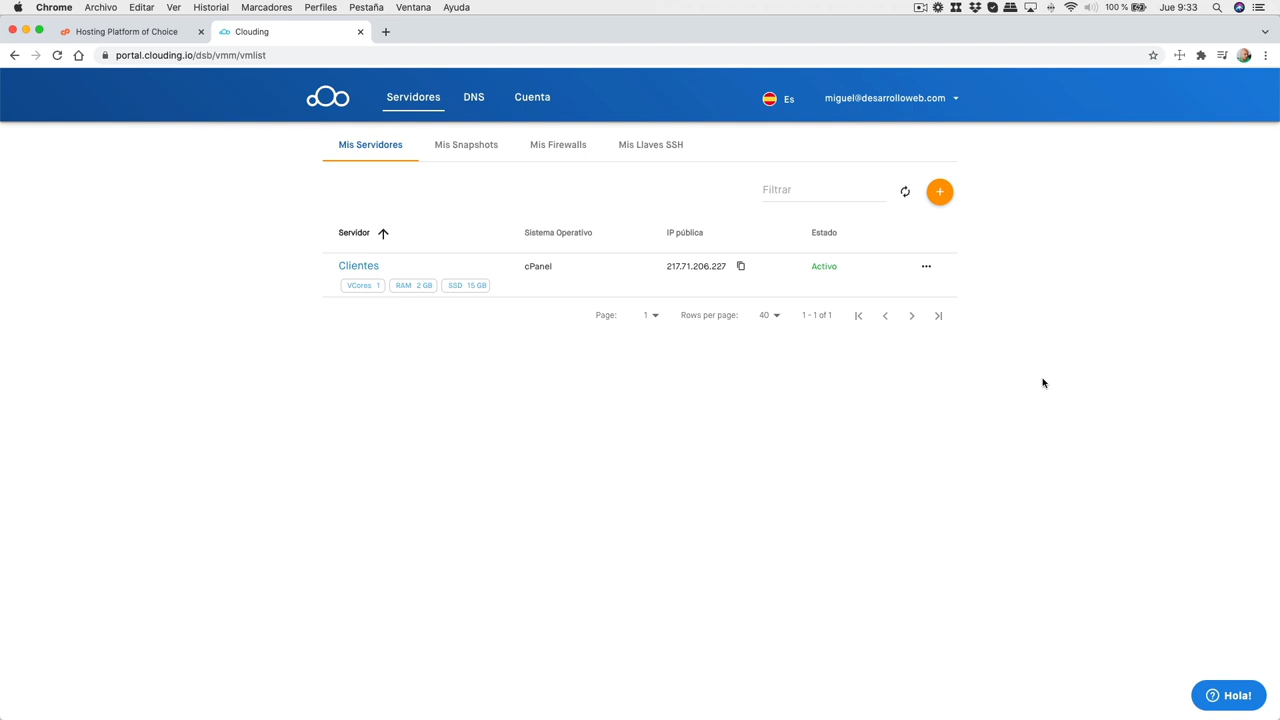 Chrome Archivo Editar Ver Historial Marcadores Perfiles Pestaña Ventana Ayuda 100 % Jue 9:33
Hosting Platform of Choice Clouding
portal.clouding.io/dsb/vmm/vmlist
Servidores DNS Cuenta Es miguel@desarrolloweb.com
Mis Servidores Mis Snapshots Mis Firewalls Mis Llaves SSH
Filtrar
Servidor Sistema Operativo IP pública Estado
Clientes cPanel 217.71.206.227 Activo
VCores 1 RAM 2 GB SSD 15 GB
Page: 1 Rows per page: 40 1 - 1 of 1
Hola!